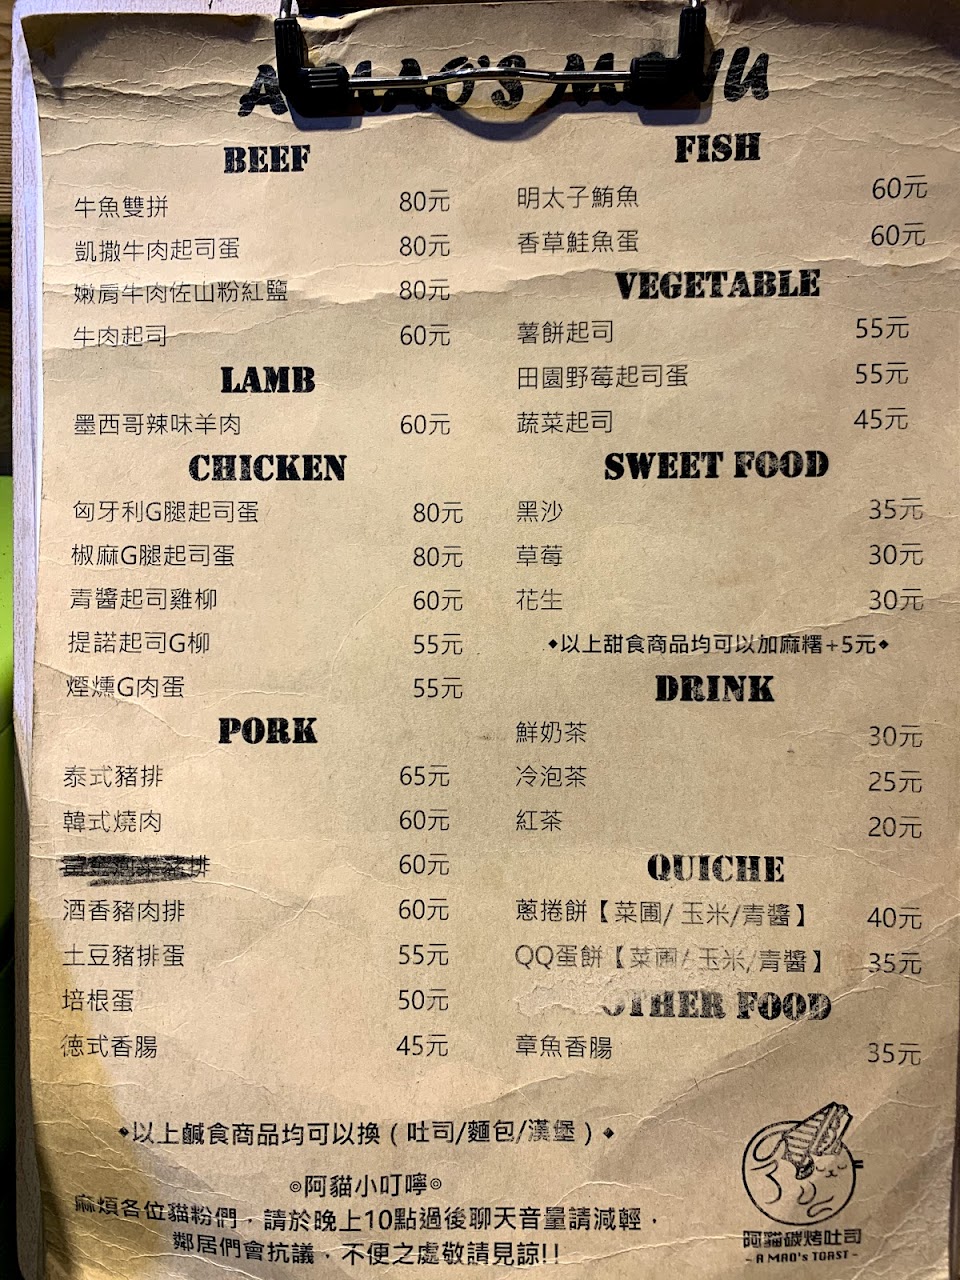 A MAO'S MENU
BEEF
牛魚雙拼 80元
凱撒牛肉起司蛋 80元
嫩肩牛肉佐山粉紅鹽 80元
牛肉起司 60元
LAMB
墨西哥辣味羊肉 60元
CHICKEN
匈牙利G腿起司蛋 80元
椒麻G腿起司蛋 80元
青醬起司雞柳 60元
提諾起司G柳 55元
煙燻G肉蛋 55元
PORK
泰式豬排 65元
韓式燒肉 60元
豬排 60元
酒香豬肉排 60元
土豆豬排蛋 55元
培根蛋 50元
德式香腸 45元
FISH
明太子鮪魚 60元
香草鮭魚蛋 60元
VEGETABLE
薯餅起司 55元
田園野莓起司蛋 55元
蔬菜起司 45元
SWEET FOOD
黑沙 35元
草莓 30元
花生 30元
◆以上甜食商品均可以加麻糬+5元◆
DRINK
鮮奶茶 30元
冷泡茶 25元
紅茶 20元
QUICHE
蔥捲餅【菜圃/ 玉米/青醬】 40元
QQ蛋餅【菜圃/ 玉米/青醬】 35元
OTHER FOOD
章魚香腸 35元
◆以上鹹食商品均可以換（吐司/麵包/漢堡）◆
◎阿貓小叮嚀◎
麻煩各位貓粉們，請於晚上10點過後聊天音量請減輕，
鄰居們會抗議，不便之處敬請見諒!!
阿貓碳烤吐司
- A MAO'S TOAST -